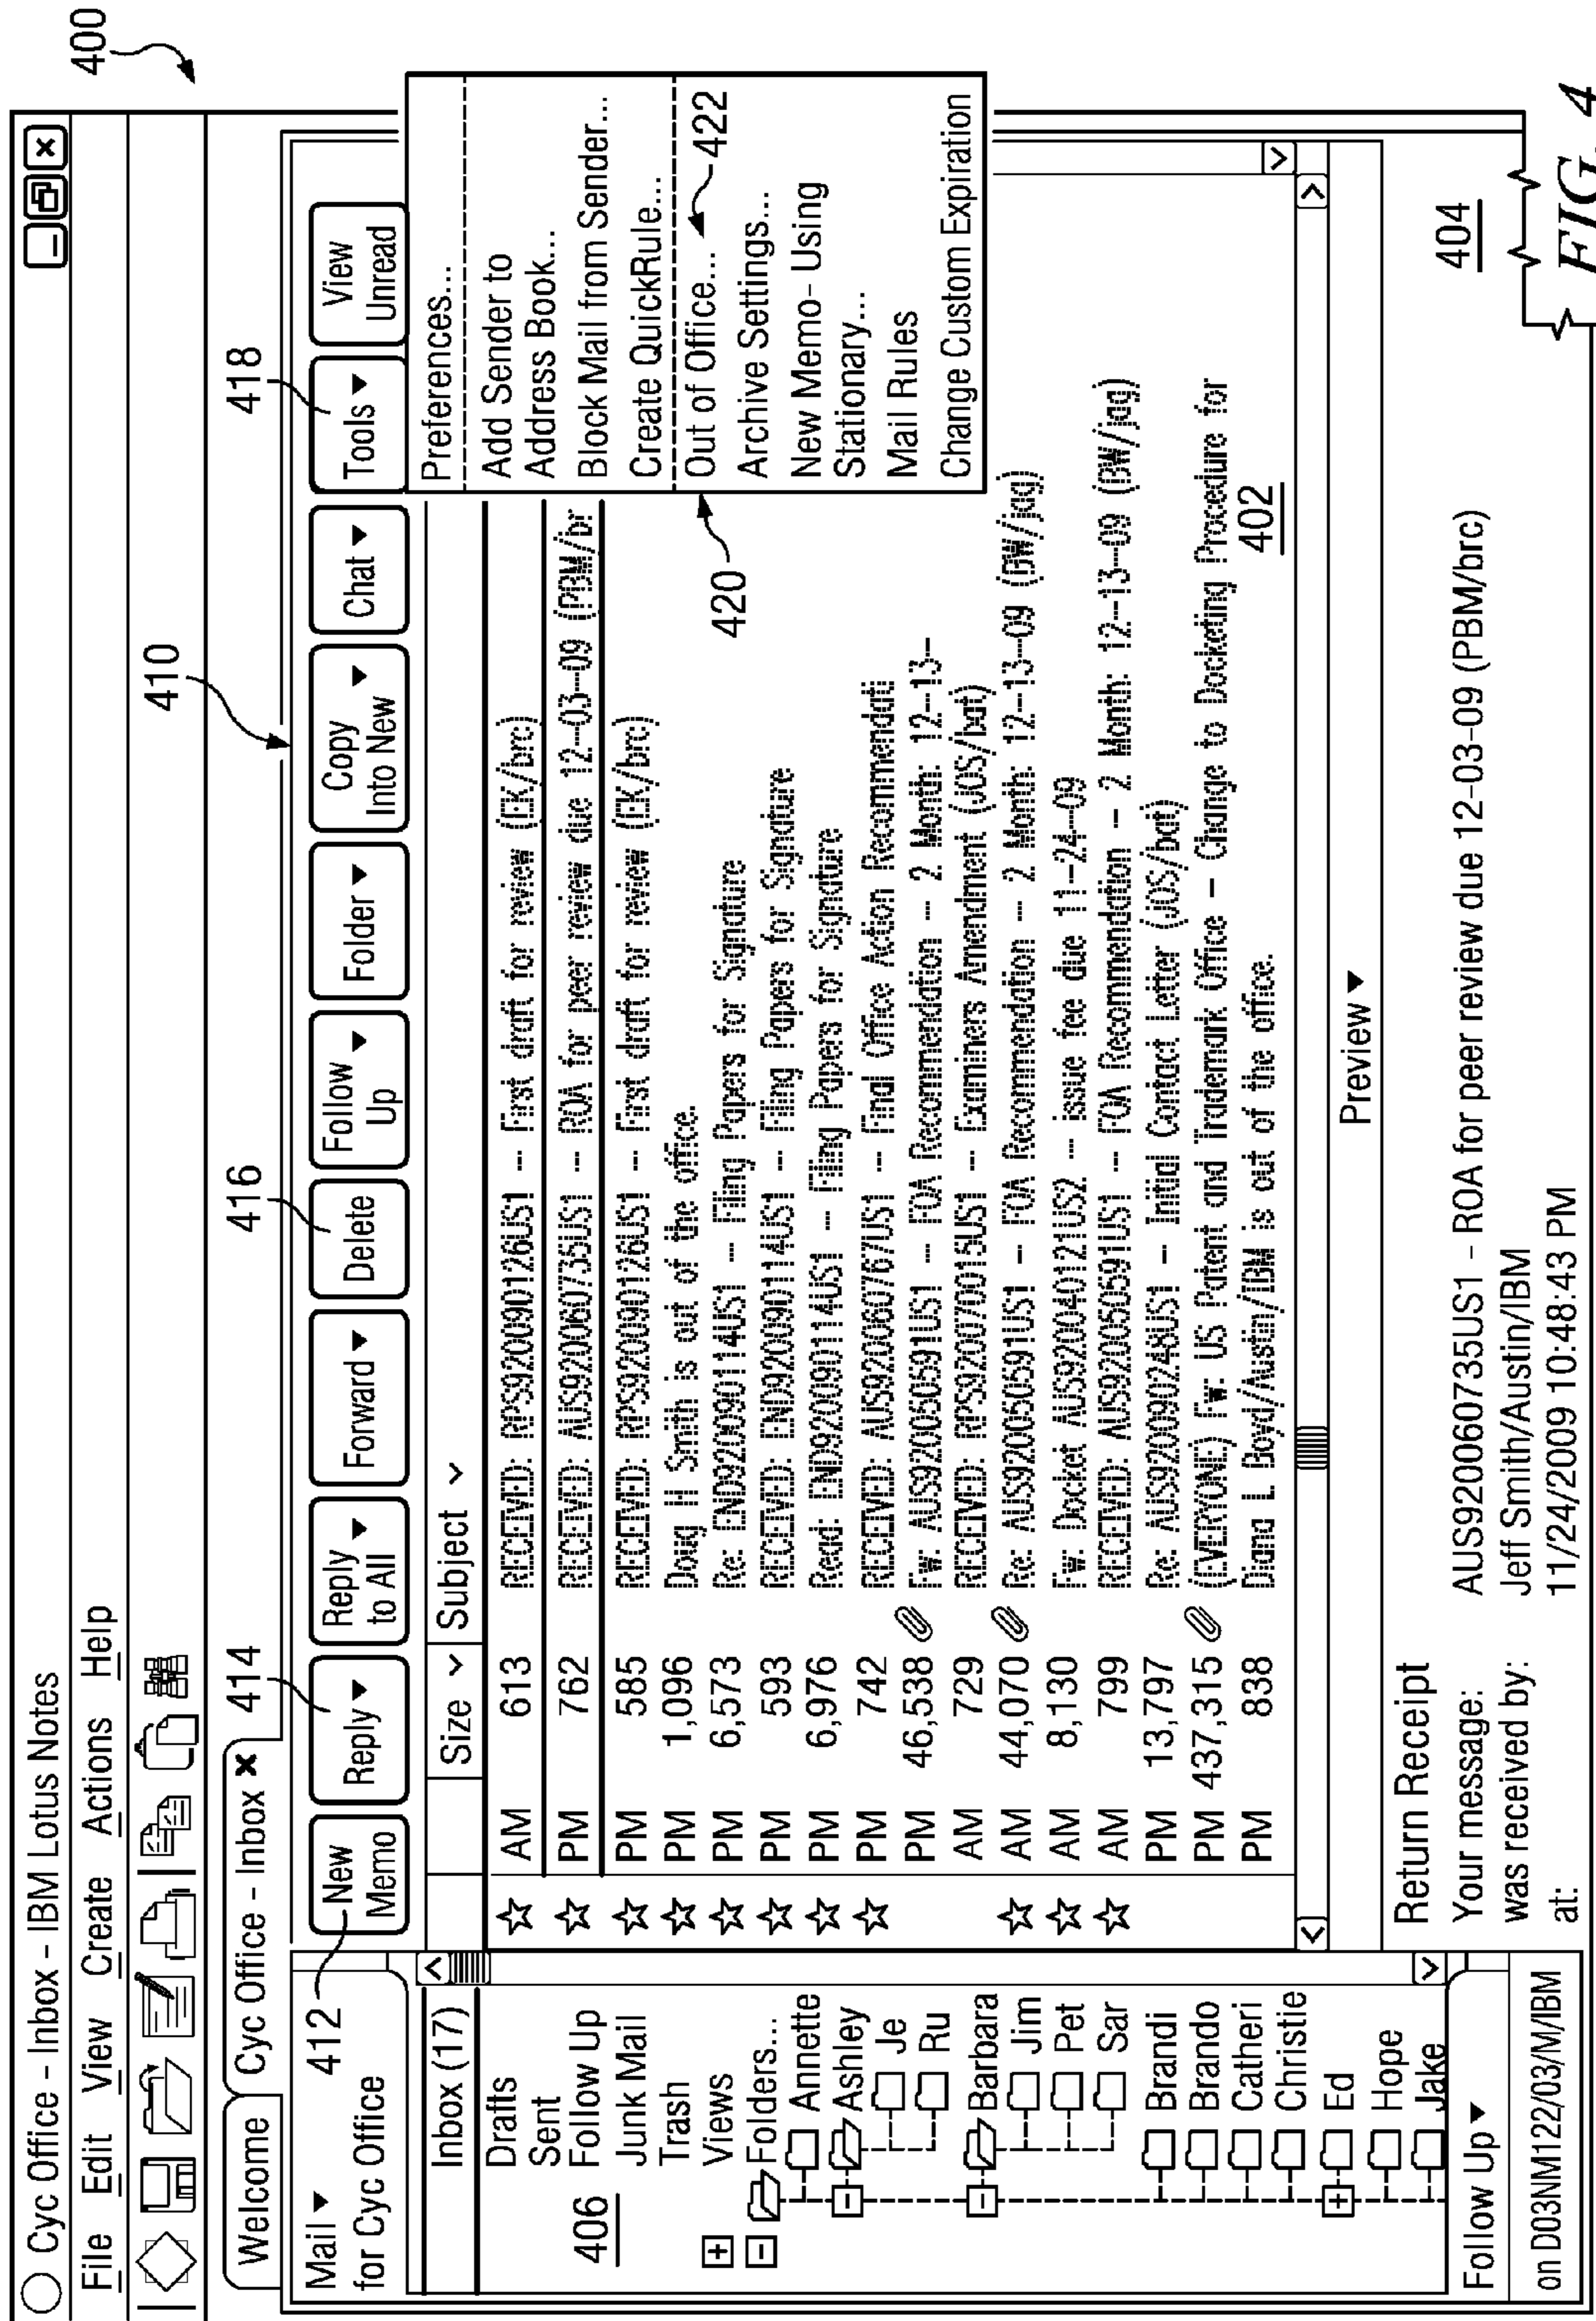 400
Cyc Office - Inbox - IBM Lotus Notes
File Edit View Create Actions Help
410
Welcome
Cyc Office - Inbox ×
414
416
418
Mail ▼
for Cyc Office
412
New Memo
Reply ▼
Reply to All ▼
Forward ▼
Delete
Follow Up ▼
Folder ▼
Copy Into New ▼
Chat ▼
Tools ▼
View Unread
Inbox (17)
Drafts
Sent
Follow Up
Junk Mail
Trash
Views
Folders...
Annette
Ashley
Je
Ru
Barbara
Jim
Pet
Sar
Brandi
Brando
Catheri
Christie
Ed
Hope
Jake
406
Follow Up ▼
on D03NM122/03/M/IBM
Size Subject
AM 613 RECEIVED: RPS920090126US1 -- First draft for review (EK/brc)
PM 762 RECEIVED: AUS920060735US1 -- ROA for peer review due 12-03-09 (PBM/br
PM 585 RECEIVED: RPS920090126US1 -- First draft for review (EK/brc)
PM 1,096 Doug H Smith is out of the office.
PM 6,573 Re: END920090114US1 -- Filing Papers for Signature
PM 593 RECEIVED: END920090114US1 -- Filing Papers for Signature
PM 6,976 Read: END920090114US1 -- Filing Papers for Signature
PM 742 RECEIVED: AUS920060767US1 -- Final Office Action Recommendati
PM 46,538 Fw: AUS920050591US1 -- FOA Recommendation -- 2 Month: 12-13-
AM 729 RECEIVED: RPS920070015US1 -- Examiners Amendment (JOS/bat)
AM 44,070 Re: AUS920050591US1 -- FOA Recommendation -- 2 Month: 12-13-09 (BW/jag)
AM 8,130 Fw: Docket AUS920040121US2 -- issue fee due 11-24-09
AM 799 RECEIVED: AUS920050591US1 -- FOA Recommendation -- 2 Month: 12-13-09 (BW/jag)
PM 13,797 Re: AUS920090248US1 -- Initial Contact Letter (JOS/bat)
PM 437,315 (EVERYONE) Fw: US Patent and Trademark Office - Change to Docketing Procedure for
PM 838 Diana L Boyd/Austin/IBM is out of the office.
402
420
Preferences...
Add Sender to
Address Book...
Block Mail from Sender...
Create QuickRule...
Out of Office... 422
Archive Settings...
New Memo- Using
Stationary...
Mail Rules
Change Custom Expiration
Preview ▼
Return Receipt
Your message: AUS920060735US1 - ROA for peer review due 12-03-09 (PBM/brc)
was received by: Jeff Smith/Austin/IBM
at: 11/24/2009 10:48:43 PM
404
FIG. 4